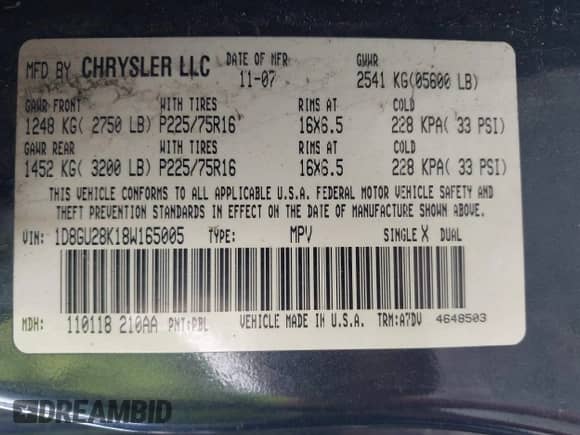 MFD BY CHRYSLER LLC DATE OF MFR 11-07 GVWR 2541 KG(05600 LB)
GAWR FRONT WITH TIRES RIMS AT COLD
1248 KG( 2750 LB) P225/75R16 16X6.5 228 KPA( 33 PSI)
GAWR REAR WITH TIRES RIMS AT COLD
1452 KG( 3200 LB) P225/75R16 16X6.5 228 KPA( 33 PSI)
THIS VEHICLE CONFORMS TO ALL APPLICABLE U.S.A. FEDERAL MOTOR VEHICLE SAFETY AND
THEFT PREVENTION STANDARDS IN EFFECT ON THE DATE OF MANUFACTURE SHOWN ABOVE.
VIN: 1D8GU28K18W165005 TYPE: MPV SINGLE X DUAL
MDH: 110118 210AA PNT:PBL VEHICLE MADE IN U.S.A. TRM:A7DV 4648503
DREAMBID